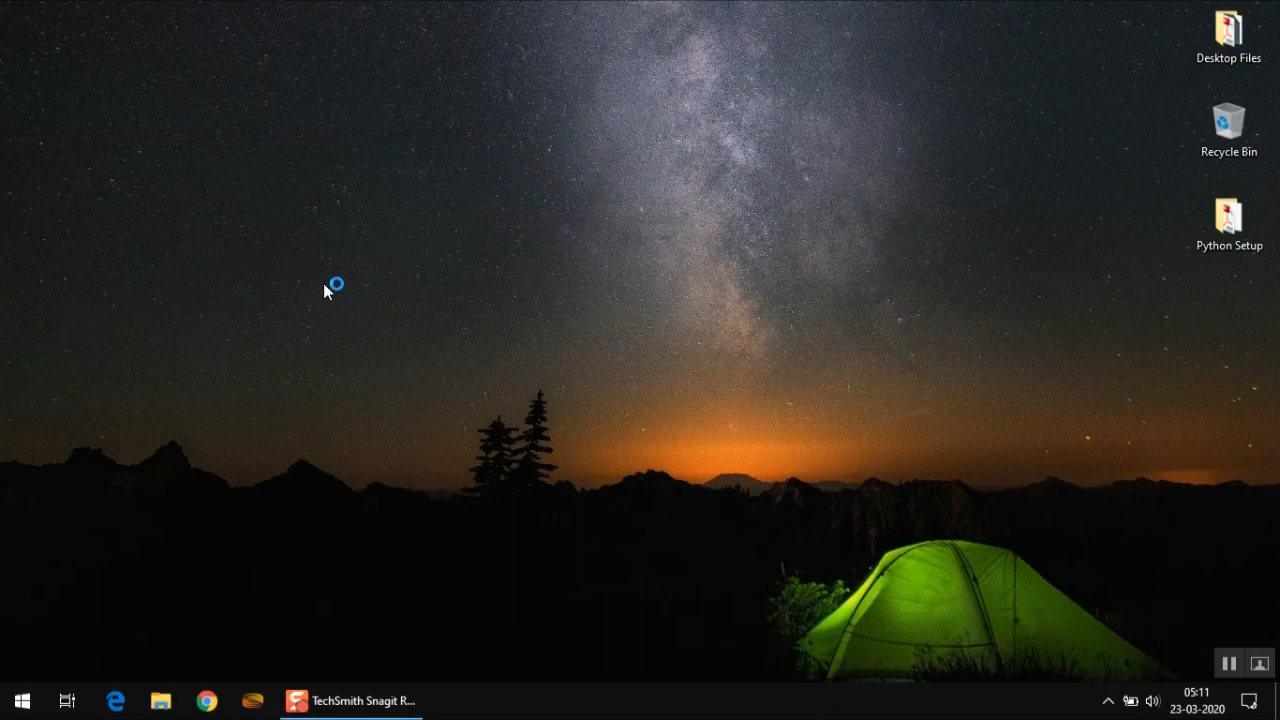 Desktop Files
Recycle Bin
Python Setup
TechSmith Snagit R...
05:11
23-03-2020